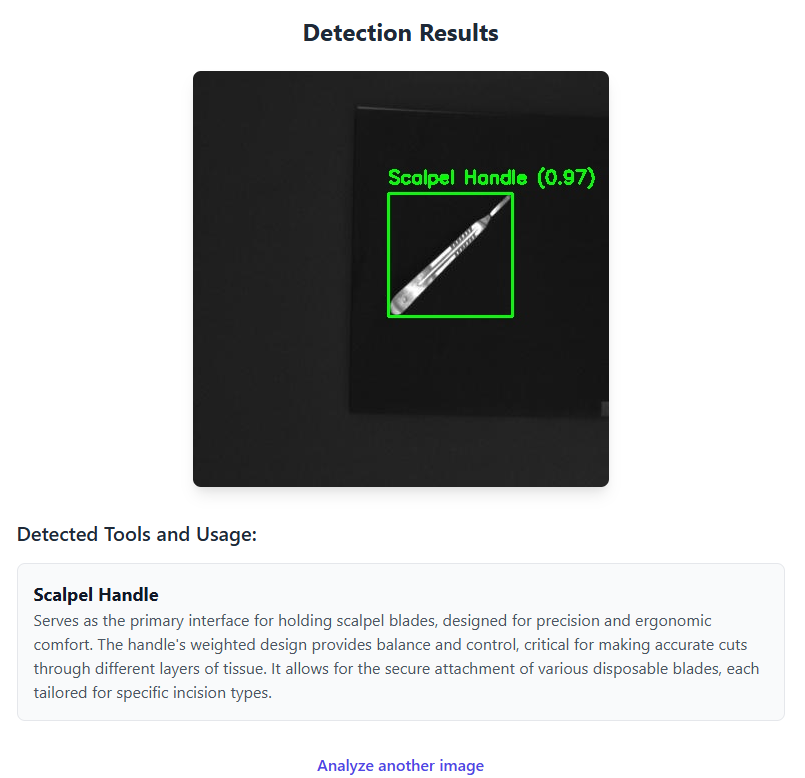 Detection Results
Scalpel Handle (0.97)
Detected Tools and Usage:
Scalpel Handle
Serves as the primary interface for holding scalpel blades, designed for precision and ergonomic
comfort. The handle's weighted design provides balance and control, critical for making accurate cuts
through different layers of tissue. It allows for the secure attachment of various disposable blades, each
tailored for specific incision types.
Analyze another image